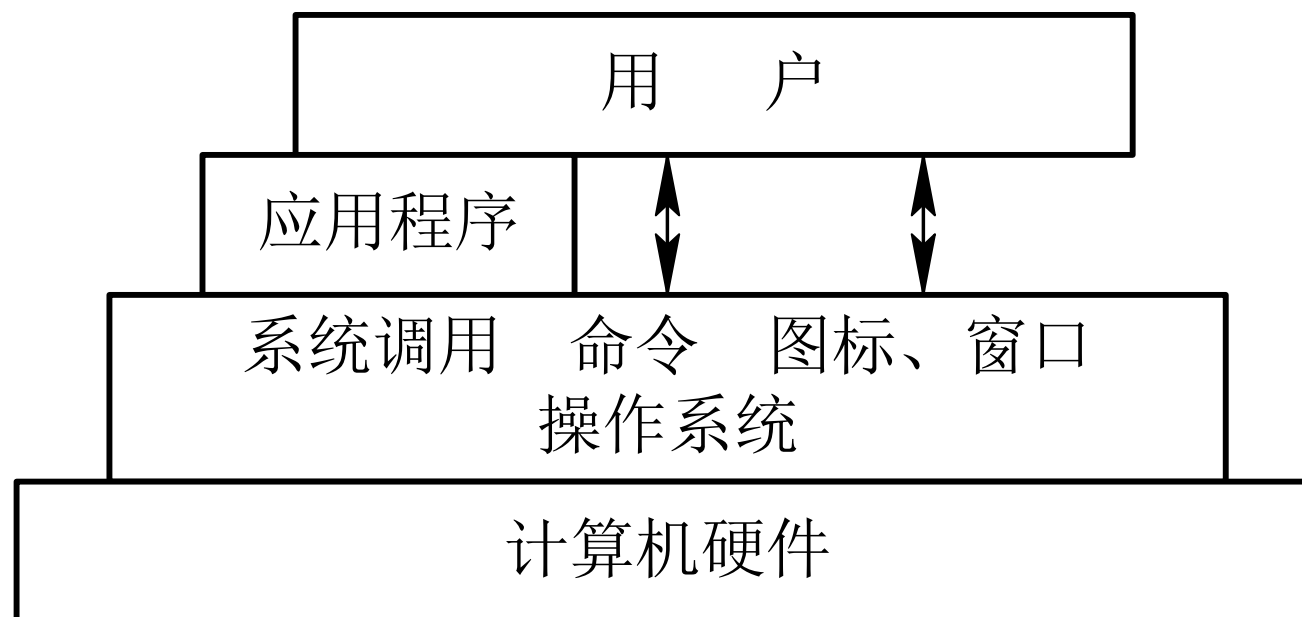 用 户
应用程序
系统调用 命令 图标、窗口
操作系统
计算机硬件